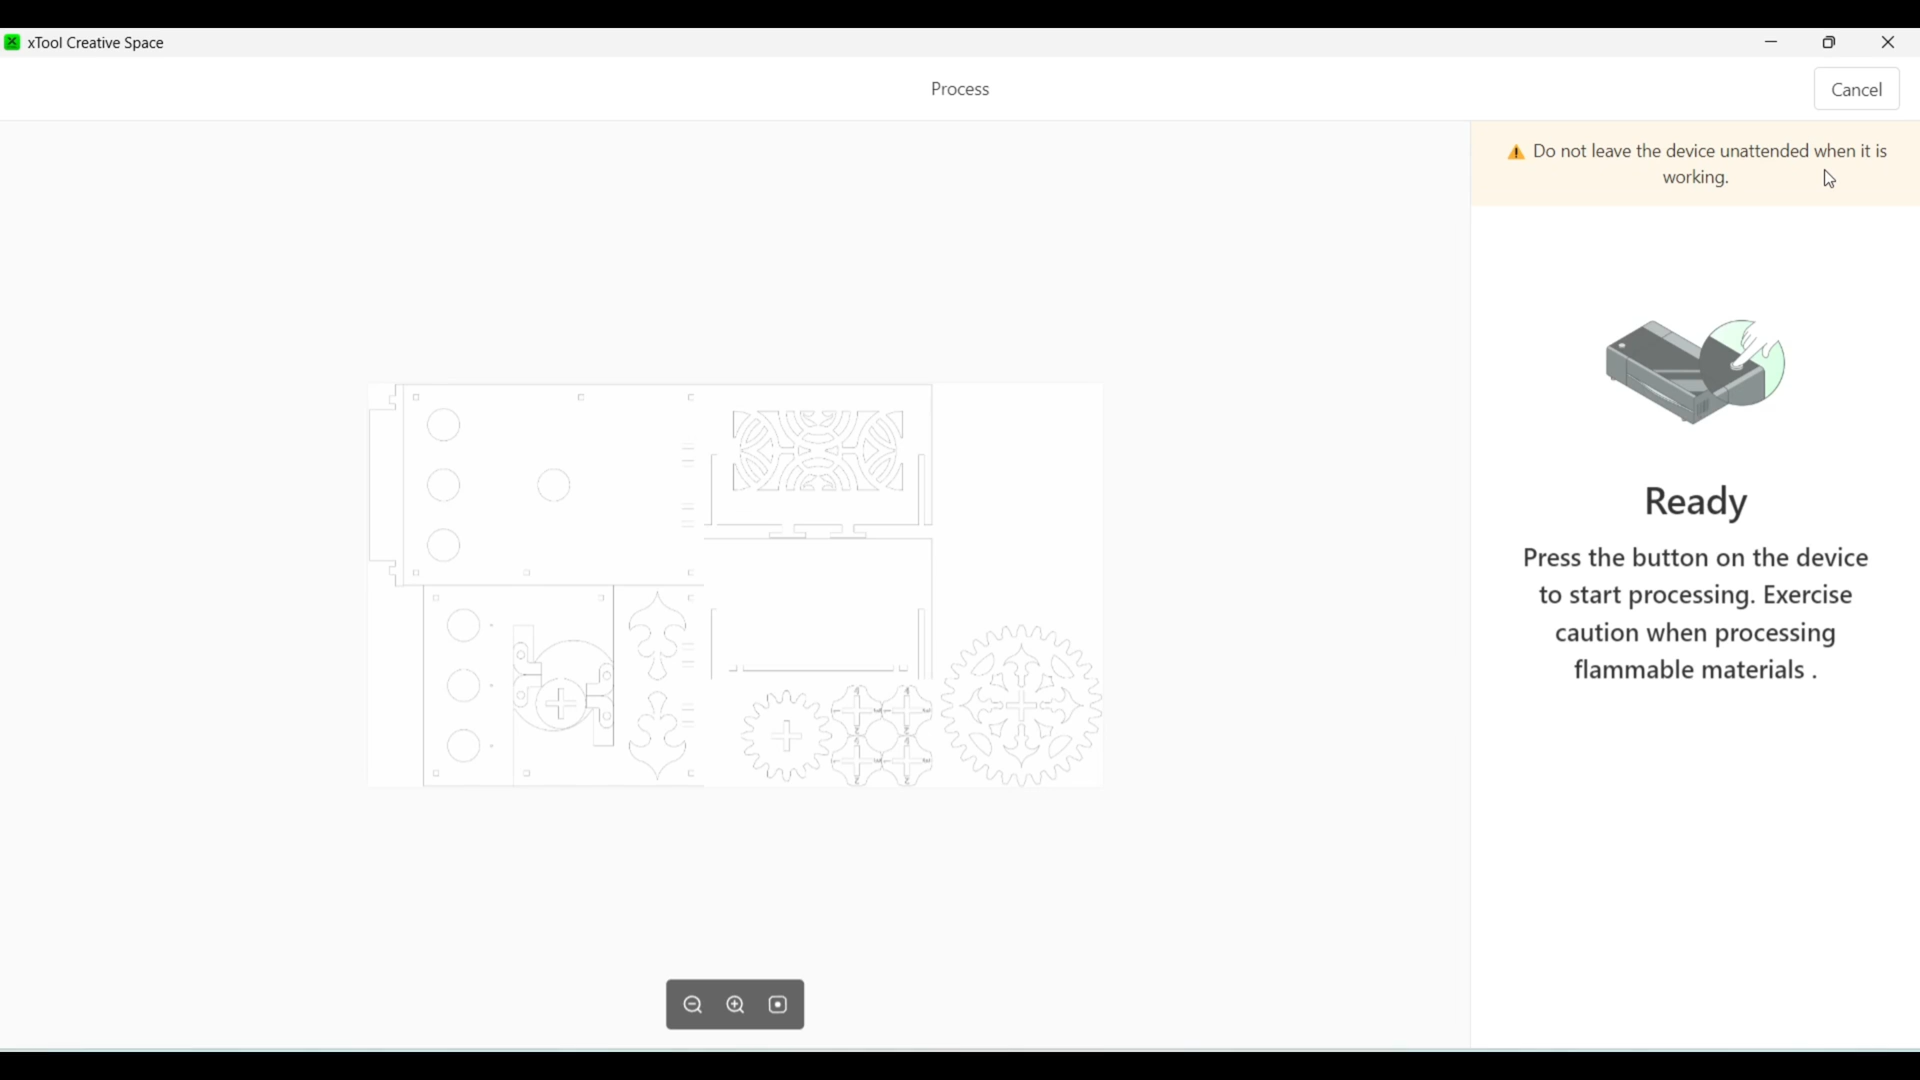 xTool Creative Space
Process
Cancel
Do not leave the device unattended when it is
working.
Ready
Press the button on the device
to start processing. Exercise
caution when processing
flammable materials .